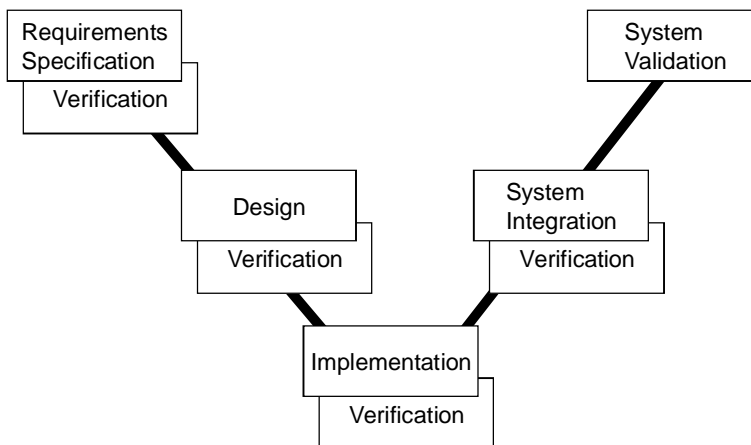 Requirements
Specification
Verification
System
Validation
Design
Verification
System
Integration
Verification
Implementation
Verification